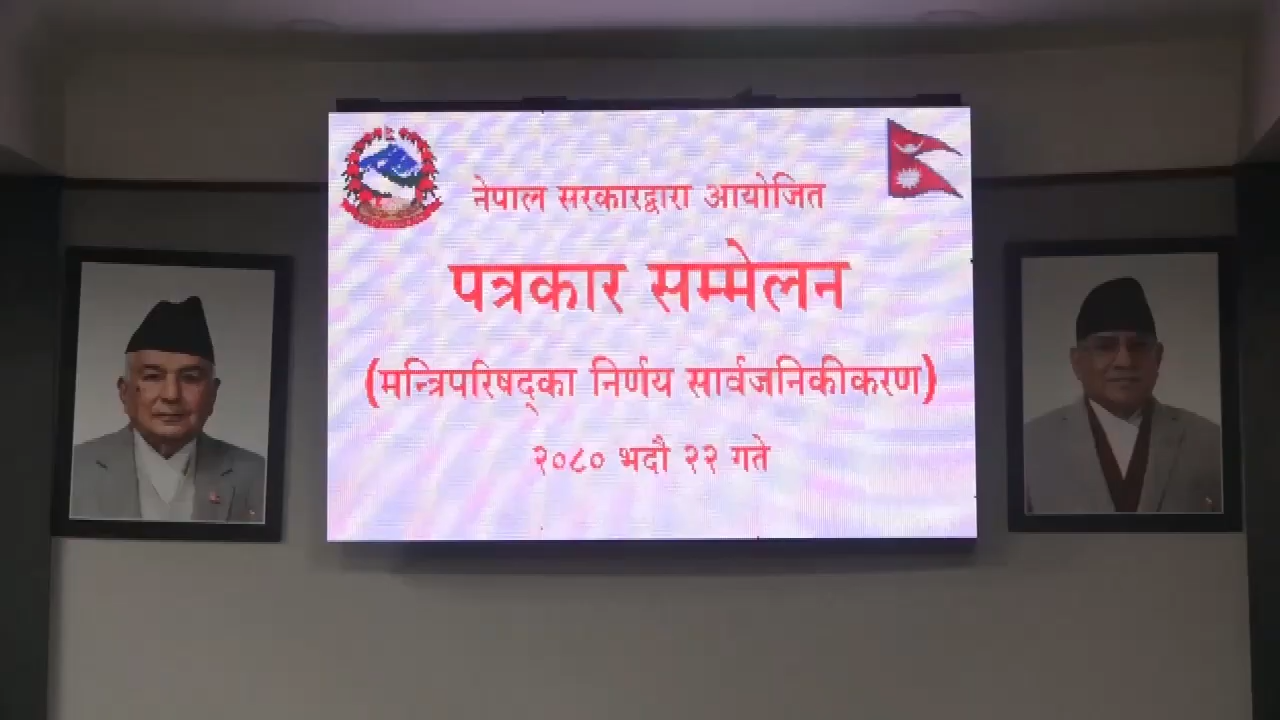 नेपाल सरकारद्वारा आयोजित
पत्रकार सम्मेलन
(मन्त्रिपरिषद्का निर्णय सार्वजनिकीकरण)
२०८० भदौ २२ गते